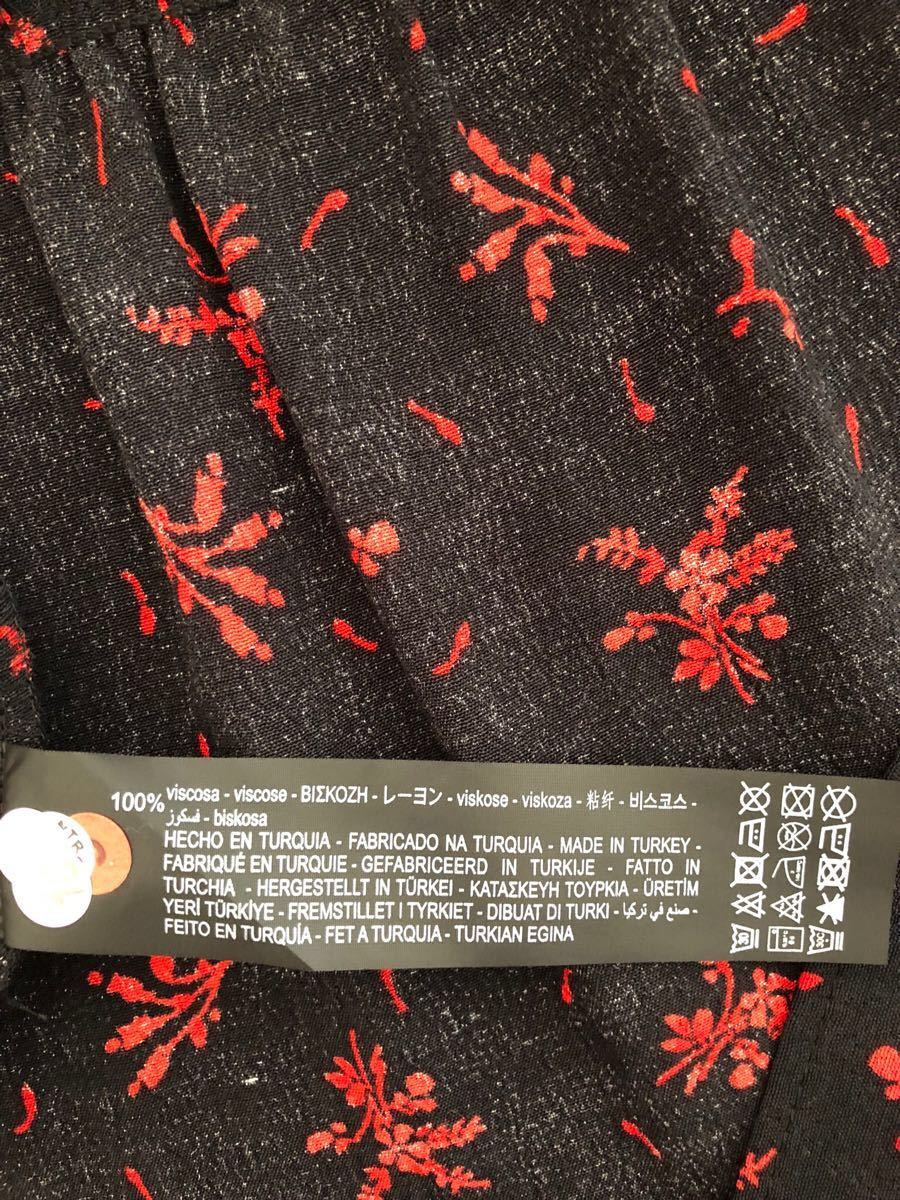 100% viscosa - viscose - ΒΙΣΚΟΖΗ - レーヨン - viskose - viskoza - 粘纤 - 비스코스 -
فسكوز - biskosa
HECHO EN TURQUIA - FABRICADO NA TURQUIA - MADE IN TURKEY -
FABRIQUÉ EN TURQUIE - GEFABRICEERD IN TURKIJE - FATTO IN
TURCHIA - HERGESTELLT IN TÜRKEI - ΚΑΤΑΣΚΕΥΗ ΤΟΥΡΚΙΑ - ÜRETİM
YERİ TÜRKİYE - FREMSTILLET I TYRKIET - DIBUAT DI TURKI - صنع في تركيا -
FEITO EN TURQUÍA - FET A TURQUIA - TURKIAN EGINA